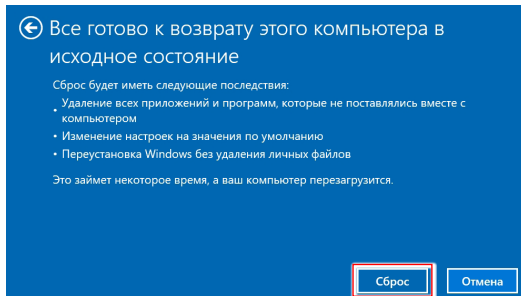 Все готово к возврату этого компьютера в
исходное состояние
Сброс будет иметь следующие последствия:
• Удаление всех приложений и программ, которые не поставлялись вместе с
компьютером
• Изменение настроек на значения по умолчанию
• Переустановка Windows без удаления личных файлов
Это займет некоторое время, а ваш компьютер перезагрузится.
Сброс
Отмена